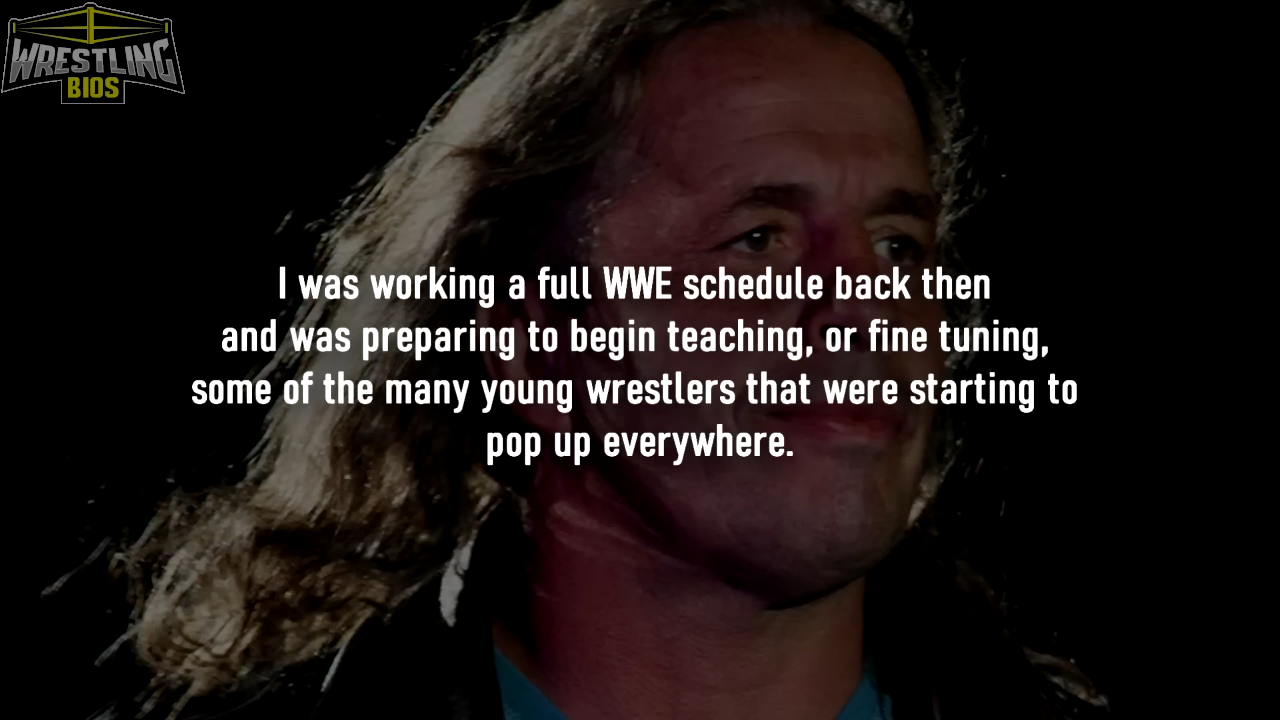 WRESTLING
BIOS
I was working a full WWE schedule back then
and was preparing to begin teaching, or fine tuning,
some of the many young wrestlers that were starting to
pop up everywhere.